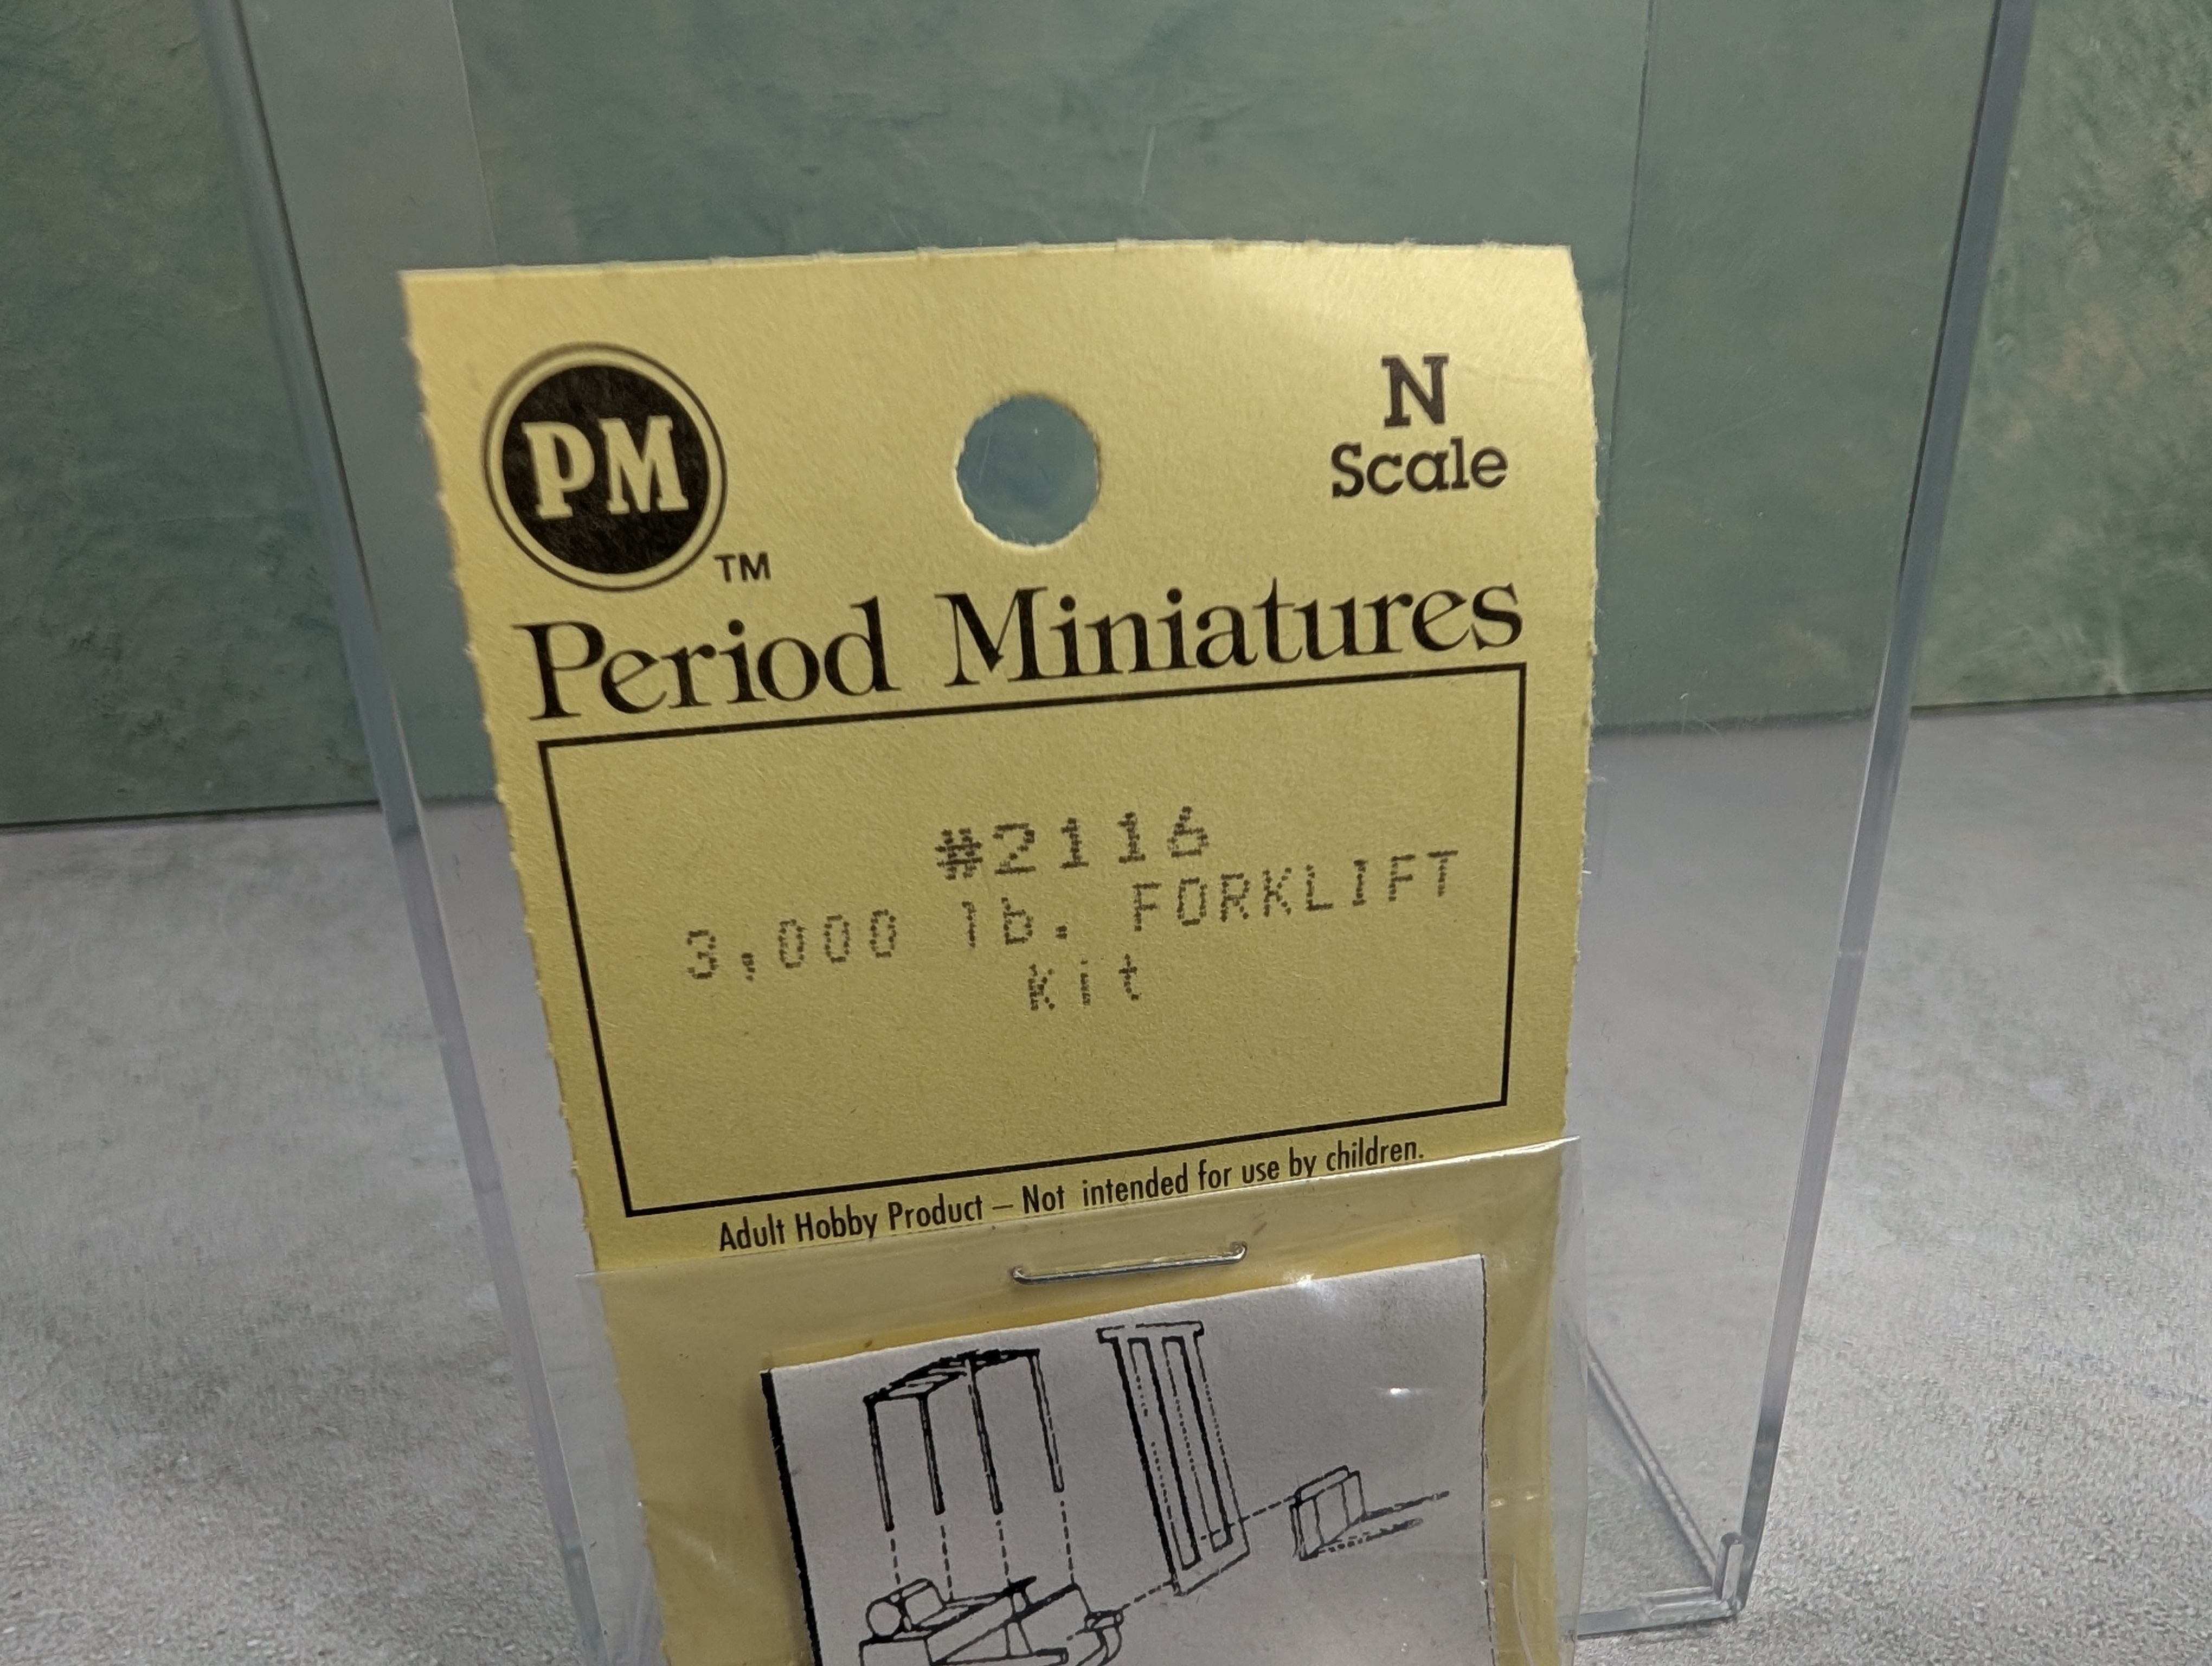 PM
TM
N
Scale
Period Miniatures
#2116
8,000 lb. FORKLIFT
kit
Adult Hobby Product – Not intended for use by children.